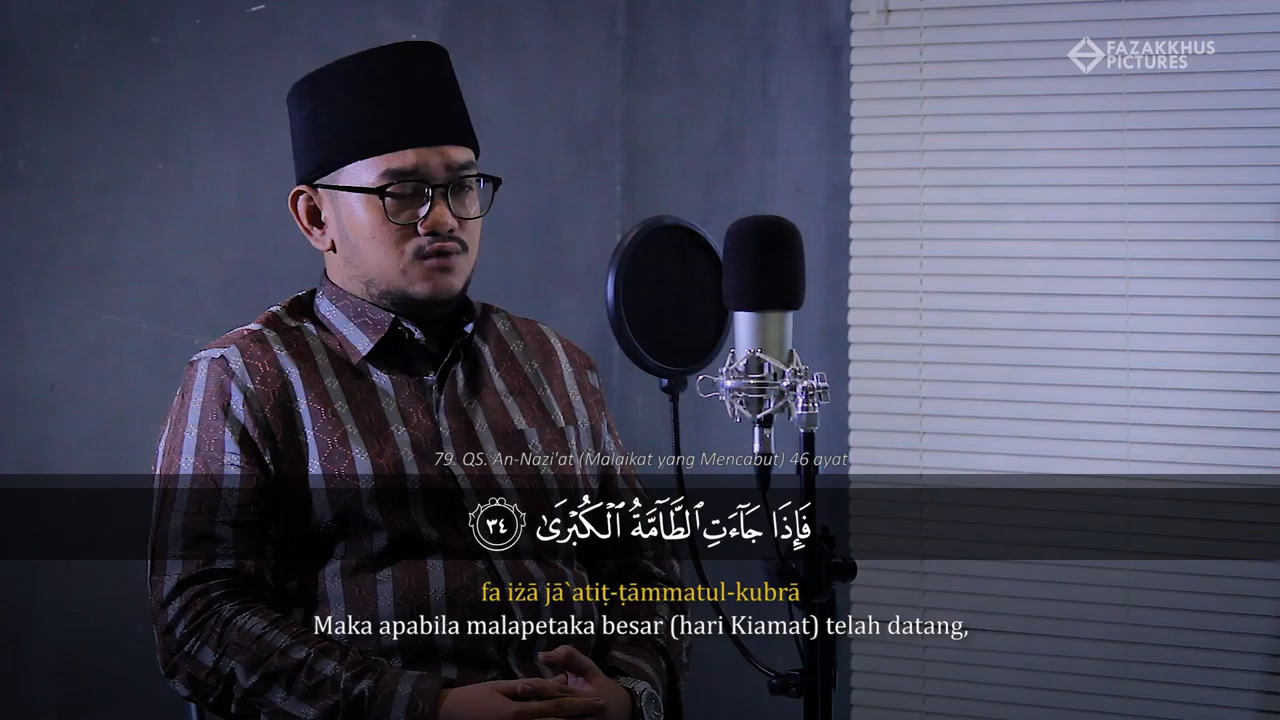 FAZAKKHUS
PICTURES
79. QS. An-Nazi'at (Malaikat yang Mencabut) 46 ayat
فَإِذَا جَآءَتِ ٱلطَّآمَّةُ ٱلْكُبْرَىٰ ٣٤
fa iżā jā`atiṭ-ṭāmmatul-kubrā
Maka apabila malapetaka besar (hari Kiamat) telah datang,